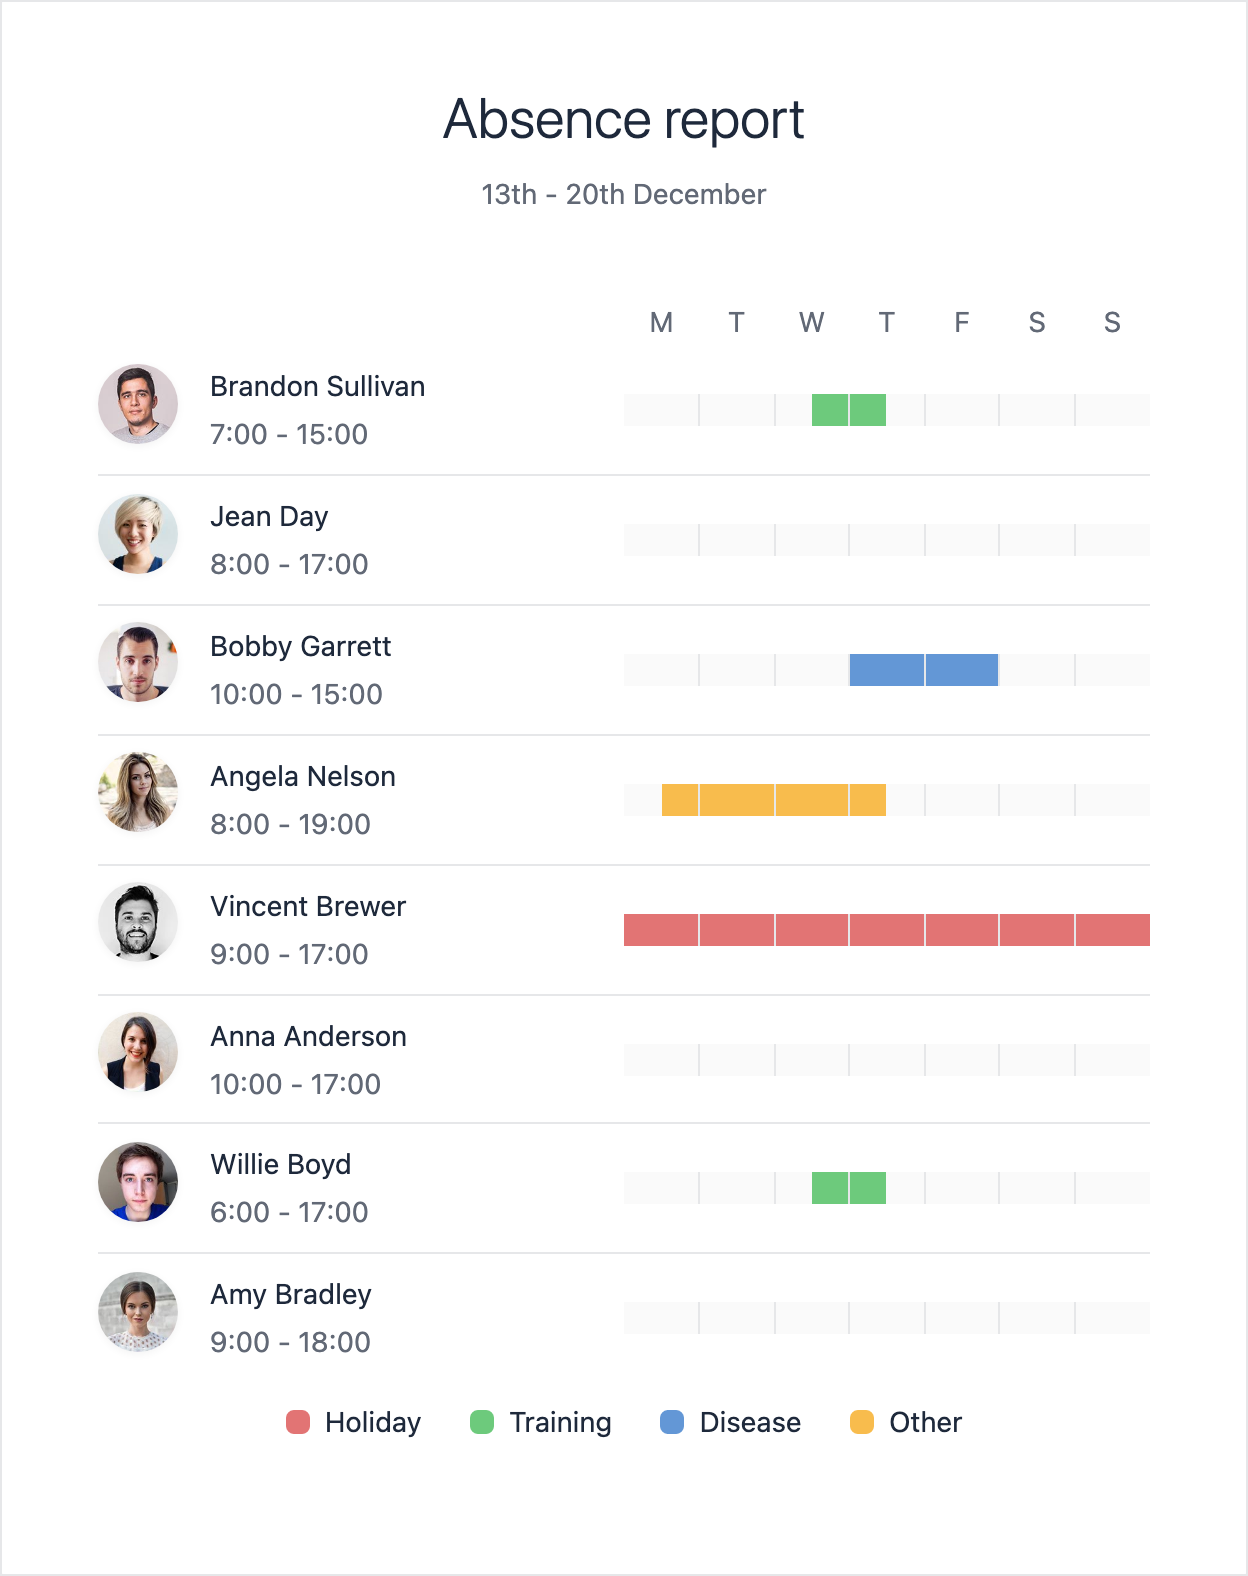 Absence report
13th - 20th December
M T W T F S S
Brandon Sullivan
7:00 - 15:00
Jean Day
8:00 - 17:00
Bobby Garrett
10:00 - 15:00
Angela Nelson
8:00 - 19:00
Vincent Brewer
9:00 - 17:00
Anna Anderson
10:00 - 17:00
Willie Boyd
6:00 - 17:00
Amy Bradley
9:00 - 18:00
Holiday Training Disease Other